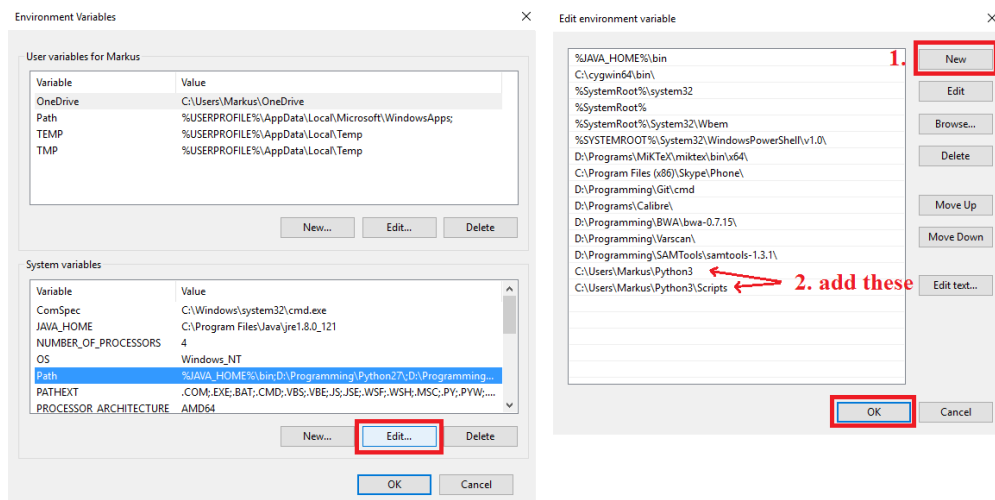 Environment Variables
User variables for Markus
Variable Value
OneDrive C:\Users\Markus\OneDrive
Path %USERPROFILE%\AppData\Local\Microsoft\WindowsApps;
TEMP %USERPROFILE%\AppData\Local\Temp
TMP %USERPROFILE%\AppData\Local\Temp
New... Edit... Delete
System variables
Variable Value
ComSpec C:\Windows\system32\cmd.exe
JAVA_HOME C:\Program Files\Java\jre1.8.0_121
NUMBER_OF_PROCESSORS 4
OS Windows_NT
Path %JAVA_HOME%\bin;D:\Programming\Python27\;D:\Programming...
PATHEXT .COM;.EXE;.BAT;.CMD;.VBS;.VBE;.JS;.JSE;.WSF;.WSH;.MSC;.PY;.PYW;....
PROCESSOR_ARCHITECTURE AMD64
New... Edit... Delete
OK Cancel
Edit environment variable
%JAVA_HOME%\bin
1. New
C:\cygwin64\bin\
%SystemRoot%\system32
Edit
%SystemRoot%
%SystemRoot%\System32\Wbem
Browse...
%SYSTEMROOT%\System32\WindowsPowerShell\v1.0\
D:\Programs\MiKTeX\miktex\bin\x64\
Delete
C:\Program Files (x86)\Skype\Phone\
D:\Programming\Git\cmd
D:\Programs\Calibre\
Move Up
D:\Programming\BWA\bwa-0.7.15\
D:\Programming\Varscan\
Move Down
D:\Programming\SAMTools\samtools-1.3.1\
C:\Users\Markus\Python3
C:\Users\Markus\Python3\Scripts
2. add these
Edit text...
OK Cancel